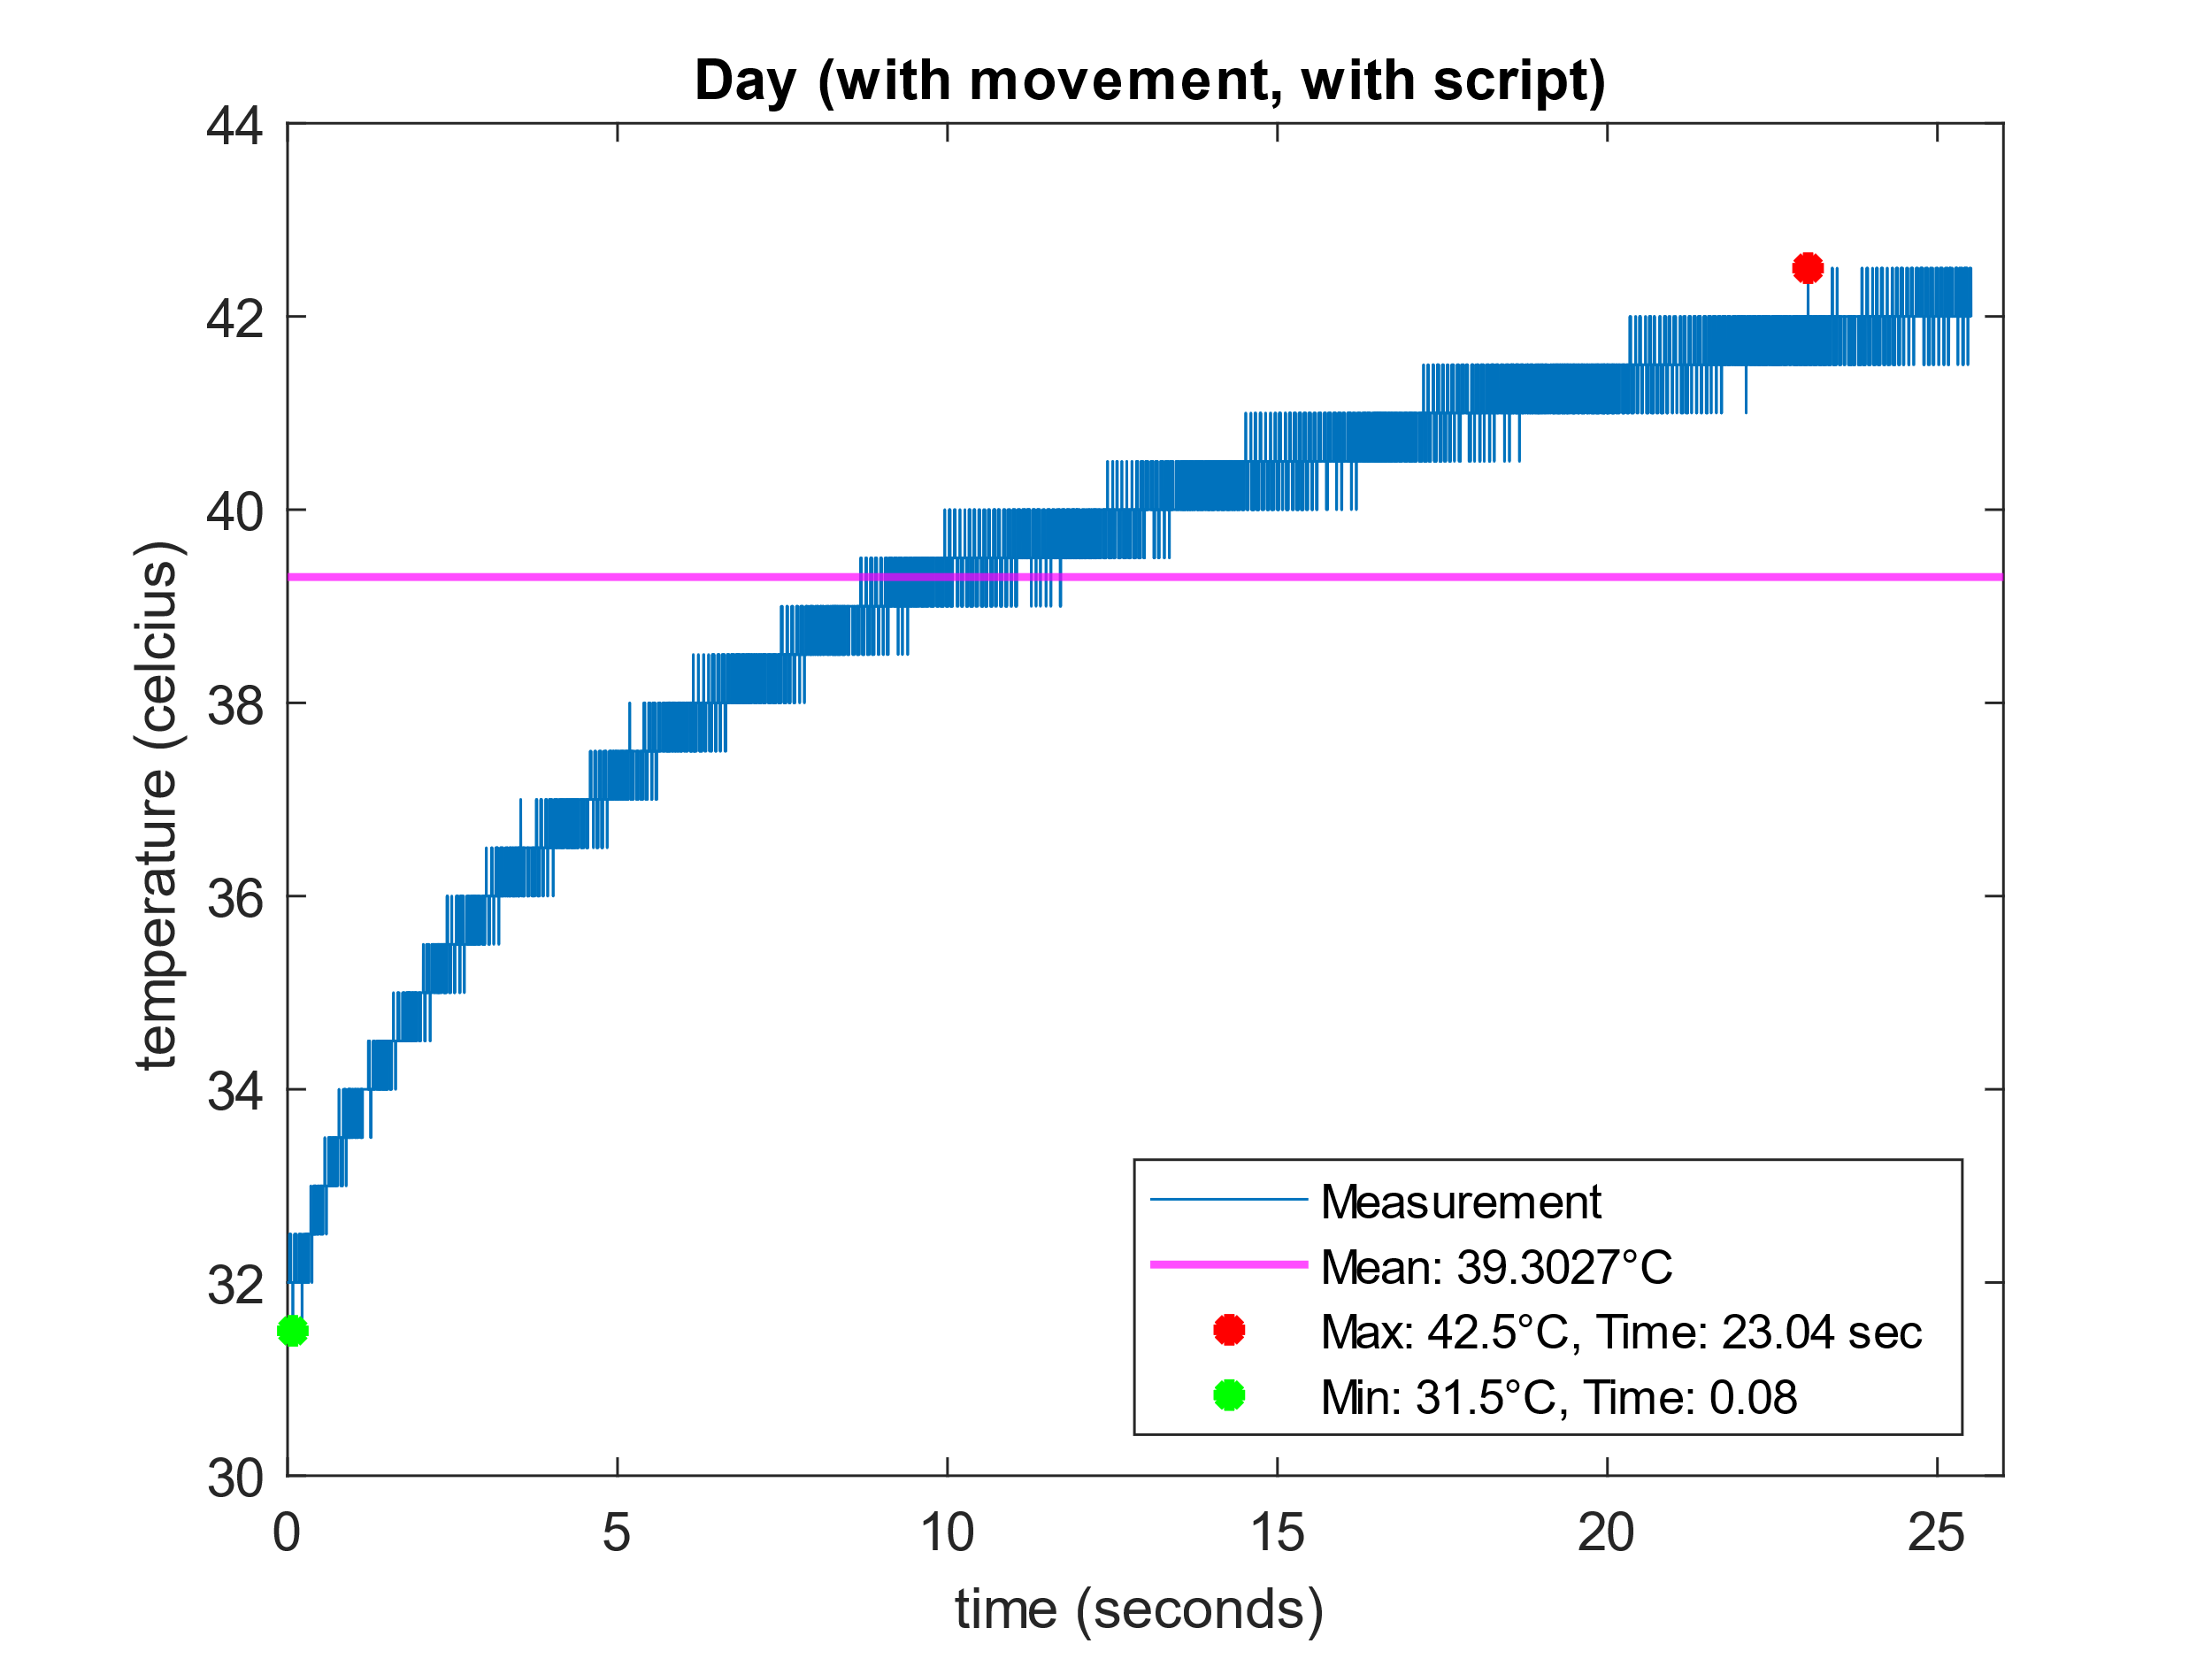 Day (with movement, with script)
44
42
40
38
36
34
32
30
temperature (celcius)
Measurement
Mean: 39.3027°C
Max: 42.5°C, Time: 23.04 sec
Min: 31.5°C, Time: 0.08
0 5 10 15 20 25
time (seconds)